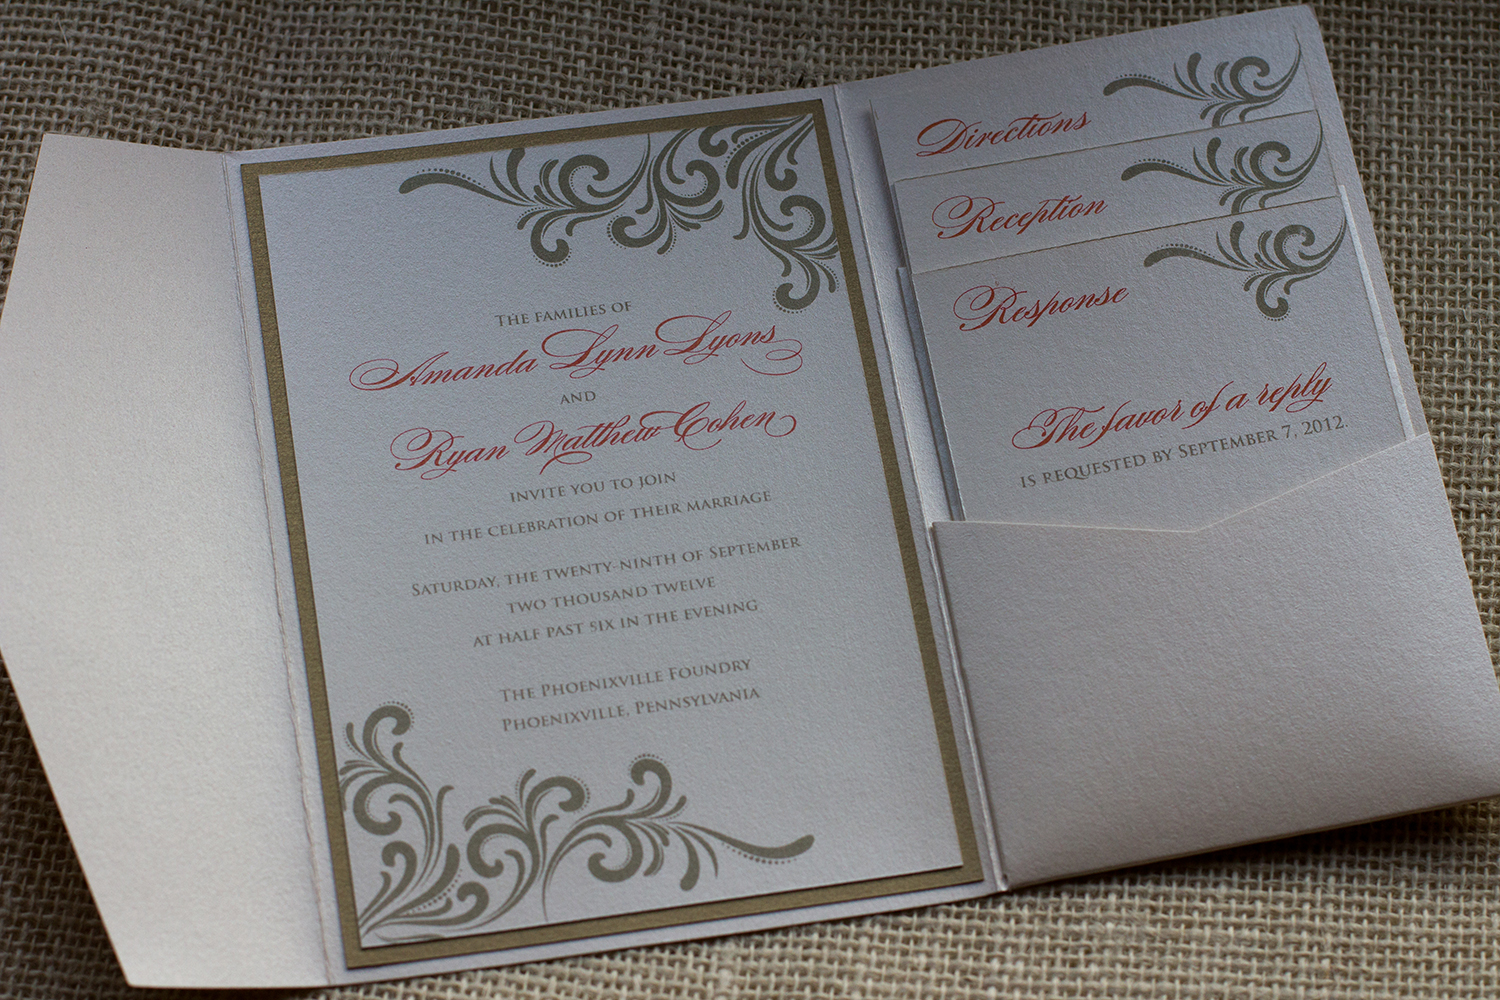 The families of
Amanda Lynn Lyons
and
Ryan Matthew Cohen
invite you to join
in the celebration of their marriage
Saturday, the twenty-ninth of September
two thousand twelve
at half past six in the evening
The Phoenixville Foundry
Phoenixville, Pennsylvania
Directions
Reception
Response
The favor of a reply
is requested by September 7, 2012.